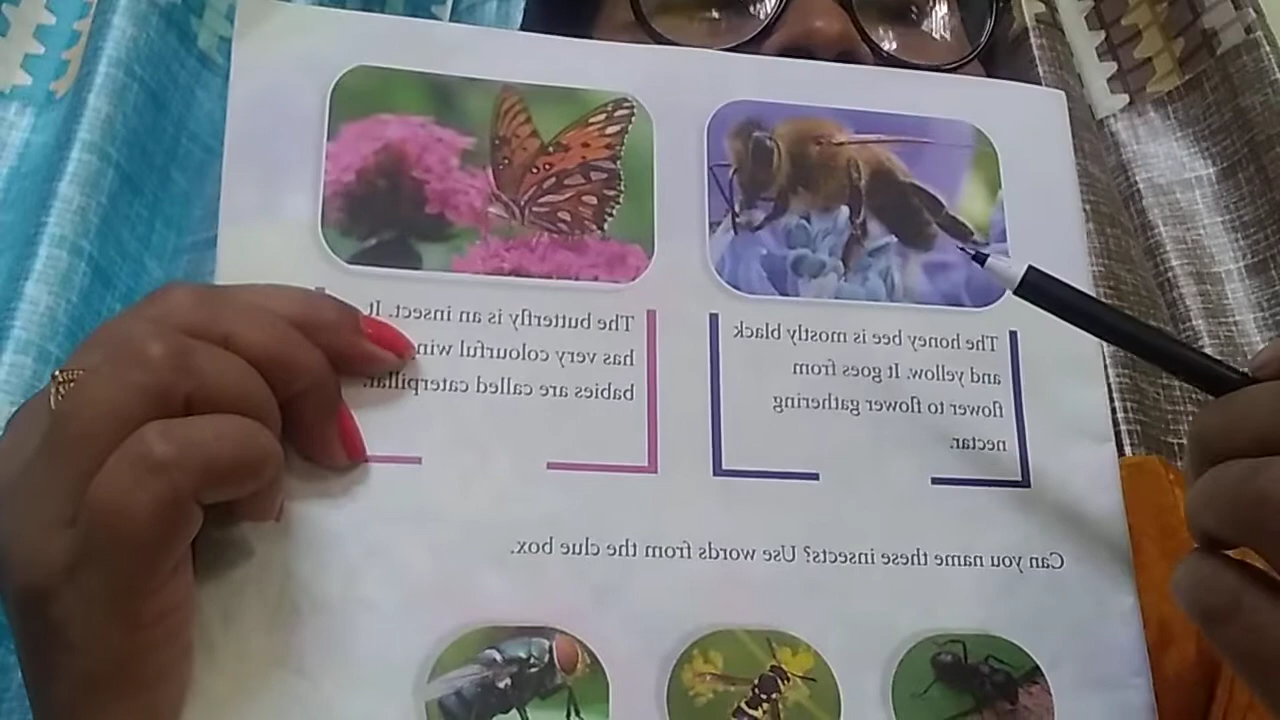 The honey bee is mostly black
and yellow. It goes from
flower to flower gathering
nectar.
The butterfly is an insect. It
has very colourful
babies are called caterpillar.
Can you name these insects? Use words from the clue box.